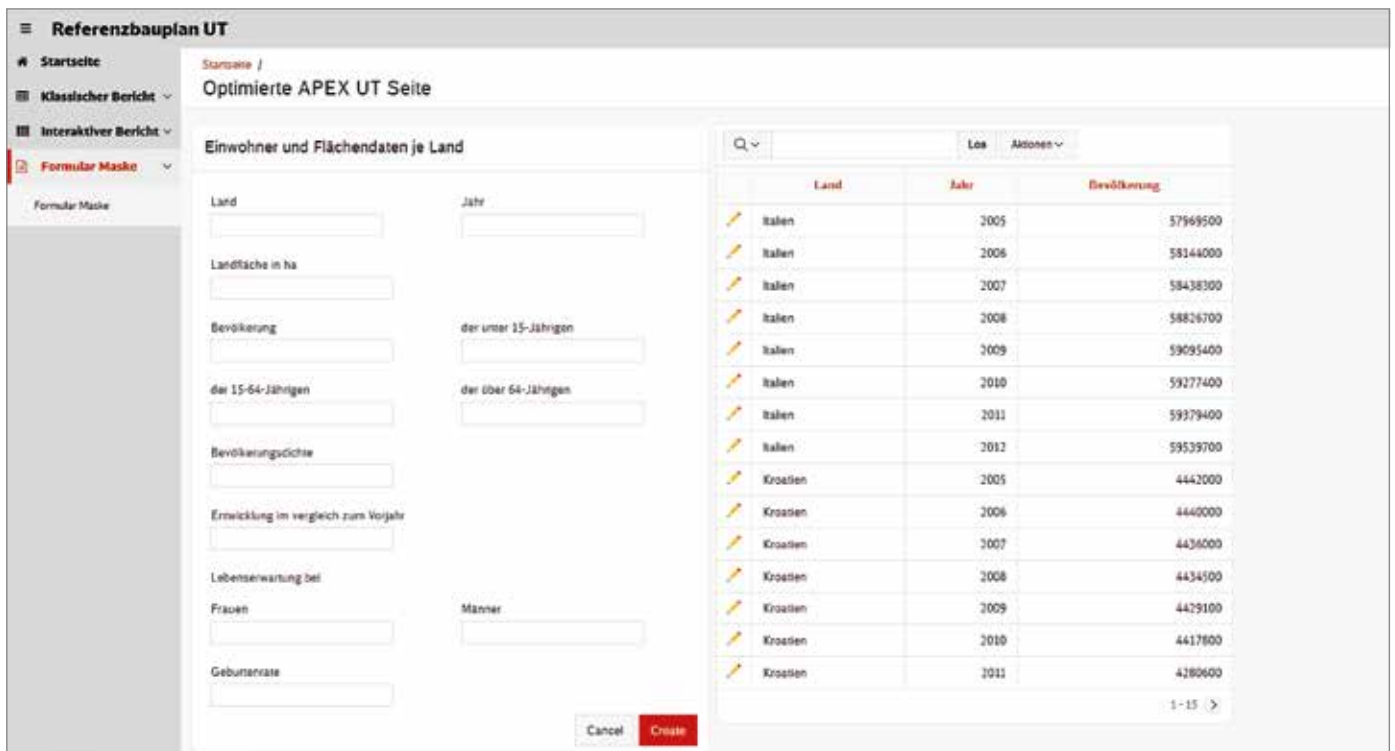 Referenzbauplan UT
Startseite
Klassischer Bericht
Interaktiver Bericht
Formular Maske
Formular Maske
Startseite /
Optimierte APEX UT Seite
Einwohner und Flächendaten je Land
Land Jahr
Landfläche in ha
Bevölkerung der unter 15-Jährigen
der 15-64-Jährigen der über 64-Jährigen
Bevölkerungsdichte
Entwicklung im vergleich zum Vorjahr
Lebenserwartung bei
Frauen Männer
Geburtenrate
Cancel Create
Los Aktionen
Land Jahr Bevölkerung
Italien 2005 57969500
Italien 2006 58144000
Italien 2007 58438300
Italien 2008 58826700
Italien 2009 59095400
Italien 2010 59277400
Italien 2011 59379400
Italien 2012 59539700
Kroatien 2005 4442000
Kroatien 2006 4440000
Kroatien 2007 4436000
Kroatien 2008 4434500
Kroatien 2009 4429100
Kroatien 2010 4417800
Kroatien 2011 4280600
1 - 15